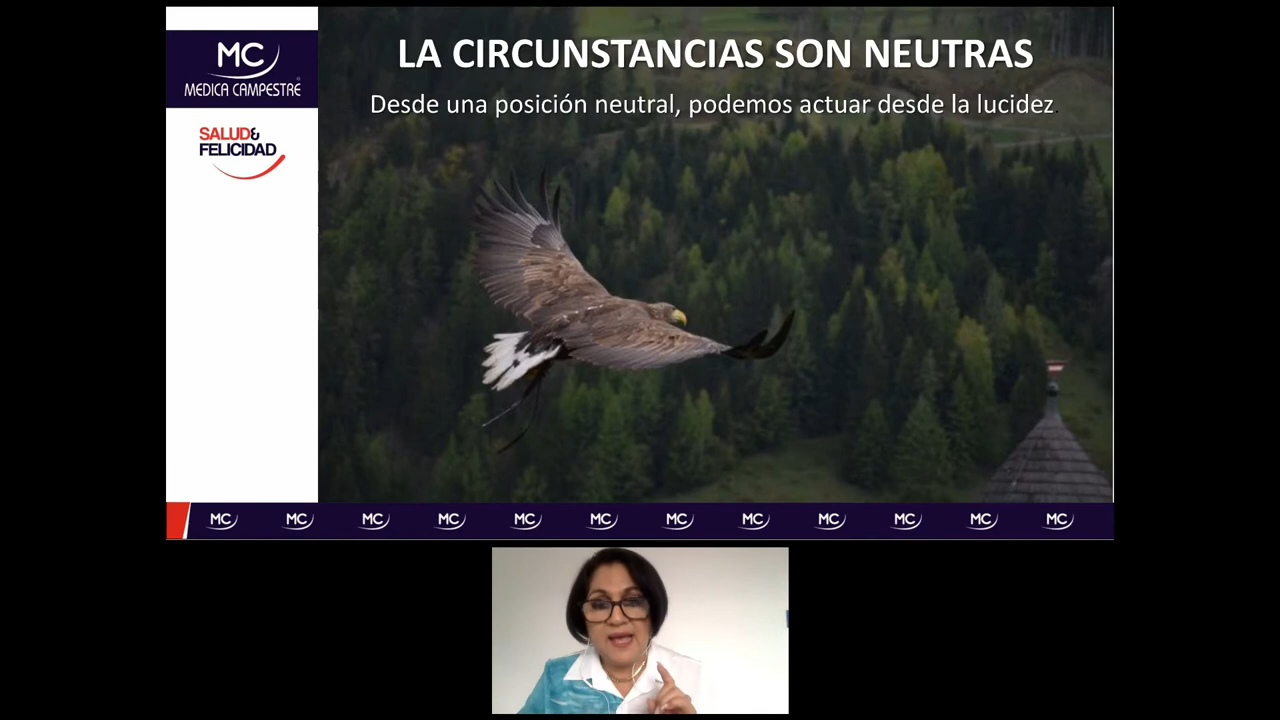 MC
MEDICA CAMPESTRE
SALUD&
FELICIDAD
LA CIRCUNSTANCIAS SON NEUTRAS
Desde una posición neutral, podemos actuar desde la lucidez.
MC MC MC MC MC MC MC MC MC MC MC MC